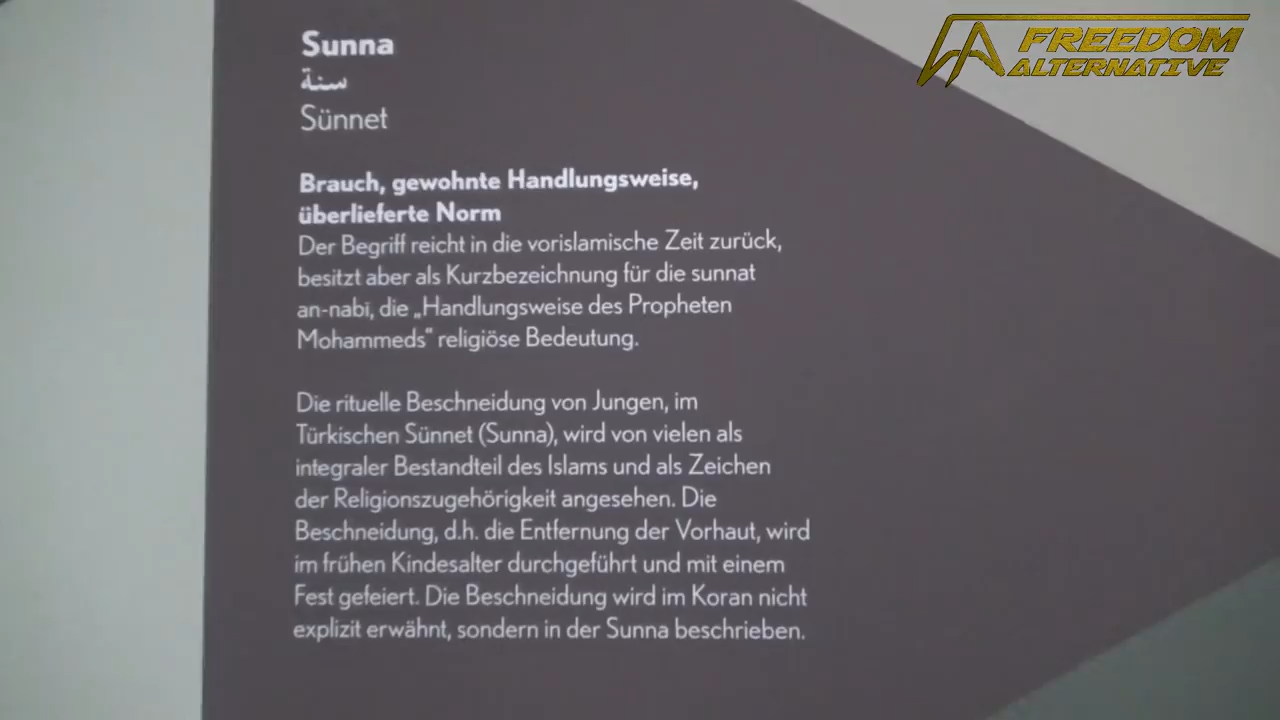 Sunna
سنة
Sünnet
Brauch, gewohnte Handlungsweise,
überlieferte Norm
Der Begriff reicht in die vorislamische Zeit zurück,
besitzt aber als Kurzbezeichnung für die sunnat
an-nabi, die „Handlungsweise des Propheten
Mohammeds“ religiöse Bedeutung.
Die rituelle Beschneidung von Jungen, im
Türkischen Sünnet (Sunna), wird von vielen als
integraler Bestandteil des Islams und als Zeichen
der Religionszugehörigkeit angesehen. Die
Beschneidung, d.h. die Entfernung der Vorhaut, wird
im frühen Kindesalter durchgeführt und mit einem
Fest gefeiert. Die Beschneidung wird im Koran nicht
explizit erwähnt, sondern in der Sunna beschrieben.
FA FREEDOM
ALTERNATIVE